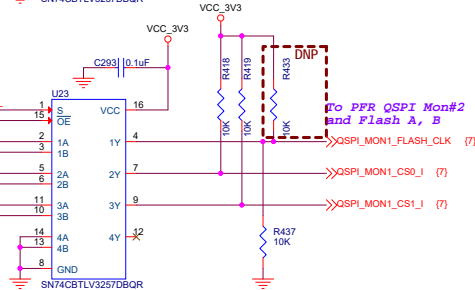 SN74CBTLV3257DBQR
VCC_3V3
VCC_3V3
DNP
C293 0.1uF
R418
R419
R433
U23
To PFR QSPI Mon#2
and Flash A, B
1 S VCC 16
15 OE
10K
10K
10K
2 1A 1Y 4
QSPI_MON1_FLASH_CLK {7}
3 1B
5 2A 2Y 7
QSPI_MON1_CS0_I {7}
6 2B
11 3A 3Y 9
QSPI_MON1_CS1_I {7}
10 3B
14 4A 4Y 12
13 4B
R437
10K
8 GND
SN74CBTLV3257DBQR